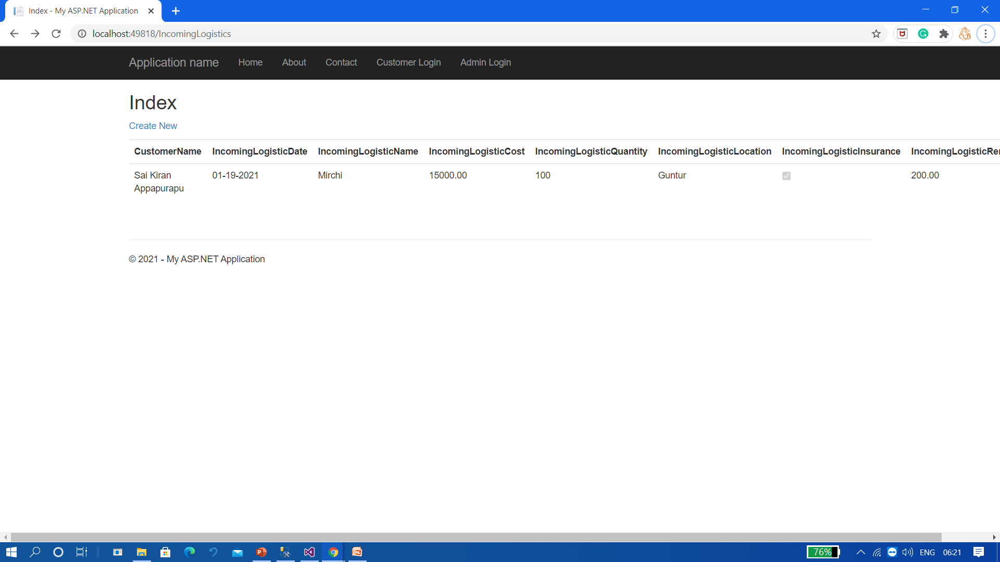 Index - My ASP.NET Application
localhost:49818/IncomingLogistics
Application name Home About Contact Customer Login Admin Login
Index
Create New
CustomerName IncomingLogisticDate IncomingLogisticName IncomingLogisticCost IncomingLogisticQuantity IncomingLogisticLocation IncomingLogisticInsurance IncomingLogisticRe
Sai Kiran 01-19-2021 Mirchi 15000.00 100 Guntur 200.00
Appapurapu
© 2021 - My ASP.NET Application
76% ENG 06:21